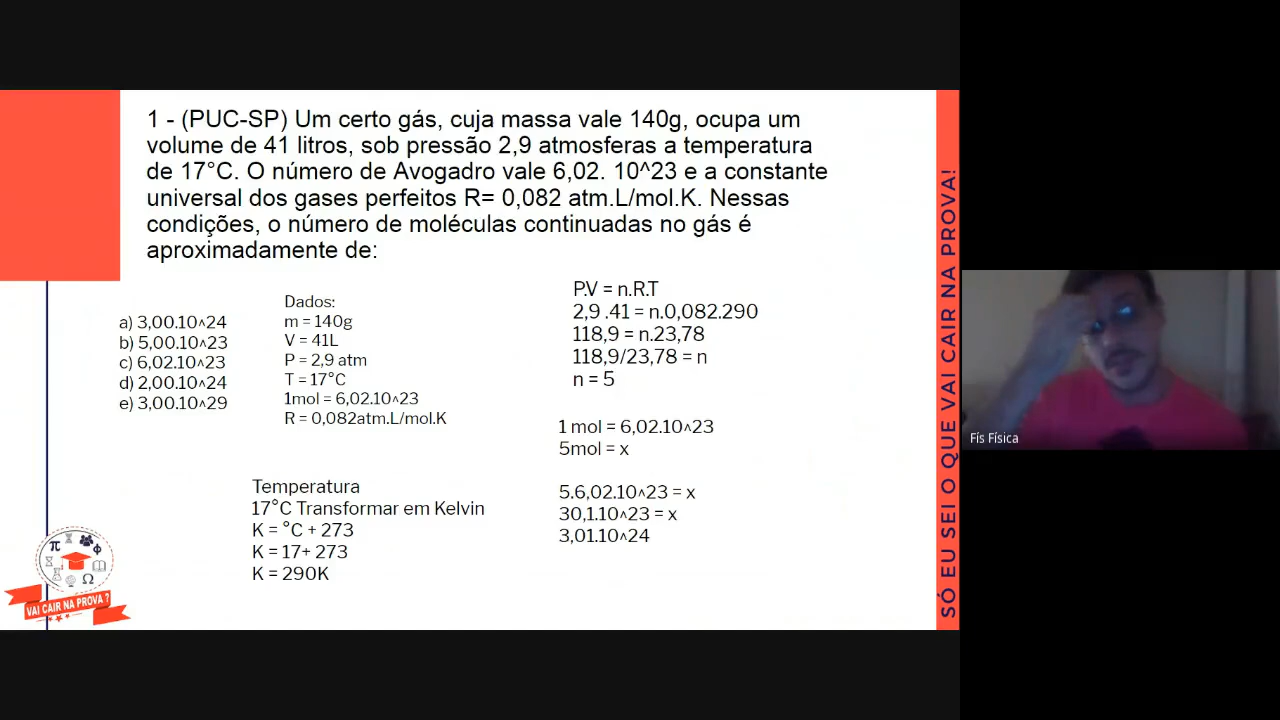 1 - (PUC-SP) Um certo gás, cuja massa vale 140g, ocupa um
volume de 41 litros, sob pressão 2,9 atmosferas a temperatura
de 17°C. O número de Avogadro vale 6,02. 10^23 e a constante
universal dos gases perfeitos R= 0,082 atm.L/mol.K. Nessas
condições, o número de moléculas continuadas no gás é
aproximadamente de:
a) 3,00.10^24
b) 5,00.10^23
c) 6,02.10^23
d) 2,00.10^24
e) 3,00.10^29
Dados:
m = 140g
V = 41L
P = 2,9 atm
T = 17°C
1mol = 6,02.10^23
R = 0,082atm.L/mol.K
Temperatura
17°C Transformar em Kelvin
K = °C + 273
K = 17+ 273
K = 290K
P.V = n.R.T
2,9 .41 = n.0,082.290
118,9 = n.23,78
118,9/23,78 = n
n = 5
1 mol = 6,02.10^23
5mol = x
5.6,02.10^23 = x
30,1.10^23 = x
3,01.10^24
SÓ EU SEI O QUE VAI CAIR NA PROVA!
VAI CAIR NA PROVA ?
Fís Física